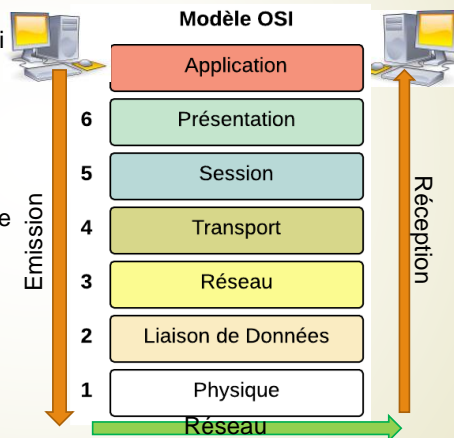 Modèle OSI
i
Application
6 Présentation
5 Session
e
4 Transport
Emission
Réception
3 Réseau
2 Liaison de Données
1 Physique
Réseau